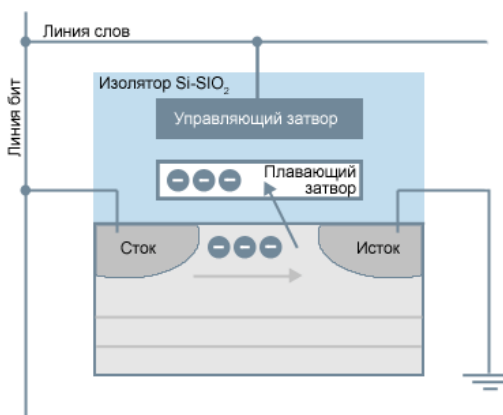 Линия слов
Линия бит
Изолятор Si-SIO₂
Управляющий затвор
Плавающий
затвор
Сток
Исток